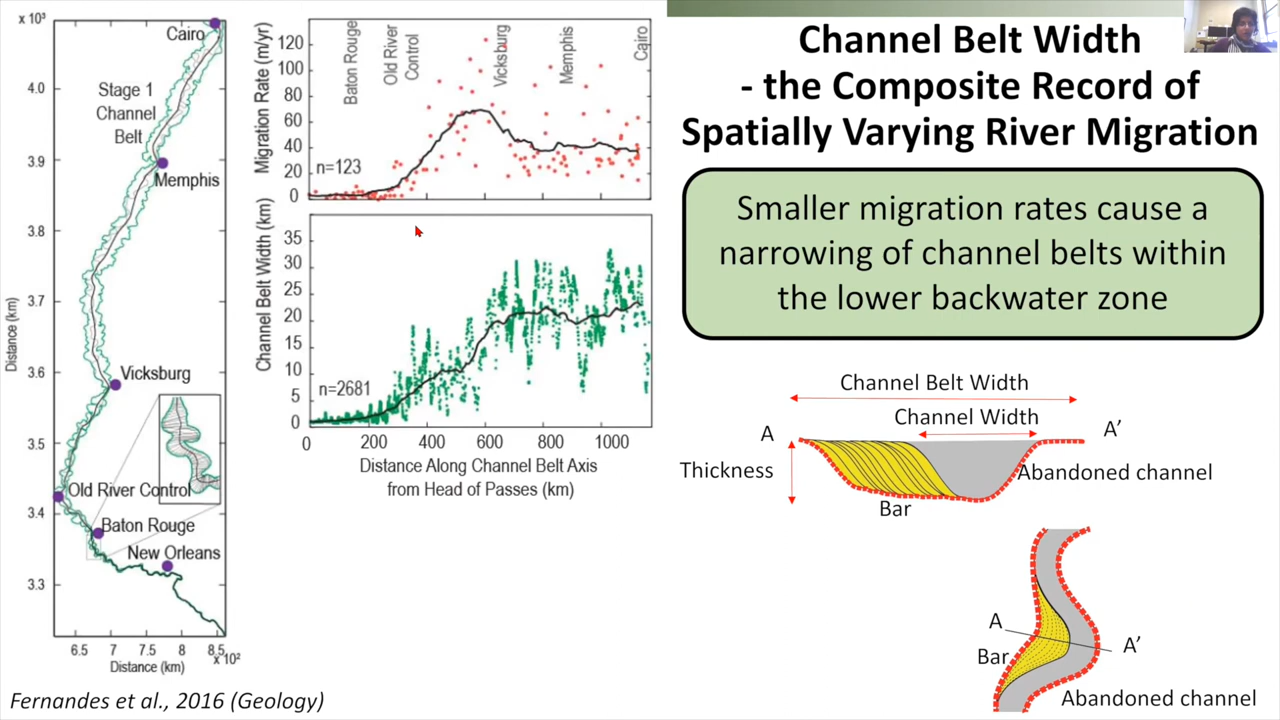 Channel Belt Width
- the Composite Record of
Spatially Varying River Migration
Smaller migration rates cause a
narrowing of channel belts within
the lower backwater zone
x 10³
4.0
3.9
3.8
3.7
3.6
3.5
3.4
3.3
Distance (km)
Cairo
Stage 1
Channel
Belt
Memphis
Vicksburg
Old River Control
Baton Rouge
New Orleans
6.5 7 7.5 8 8.5
x 10²
Distance (km)
Migration Rate (m/yr)
120
100
80
60
40
20
0
n=123
Baton Rouge
Old River
Control
Vicksburg
Memphis
Cairo
Channel Belt Width (km)
35
30
25
20
15
10
5
0
n=2681
0 200 400 600 800 1000
Distance Along Channel Belt Axis
from Head of Passes (km)
Channel Belt Width
Channel Width
A
A'
Thickness
Abandoned channel
Bar
A
A'
Bar
Abandoned channel
Fernandes et al., 2016 (Geology)